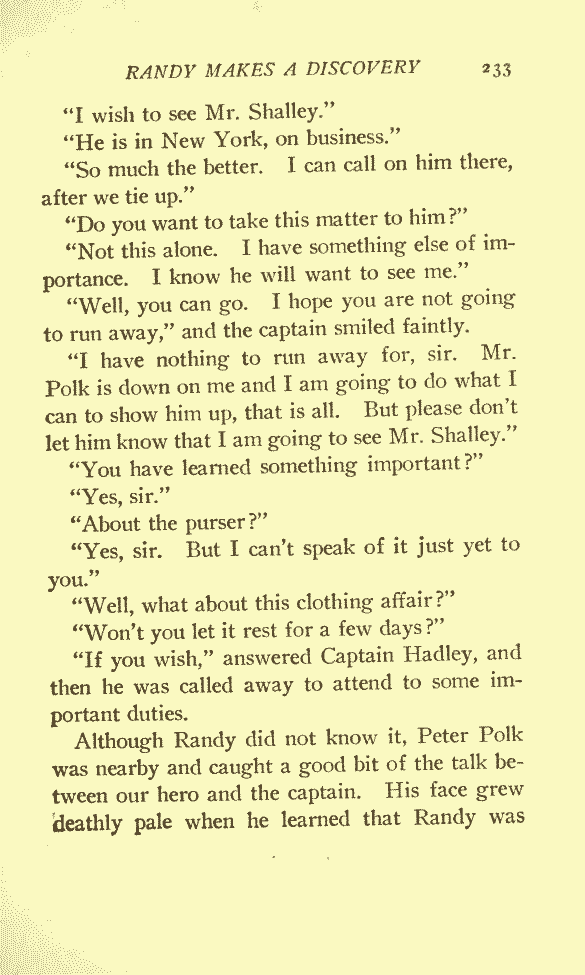 RANDY MAKES A DISCOVERY 233
“I wish to see Mr. Shalley.”
“He is in New York, on business.”
“So much the better. I can call on him there,
after we tie up.”
“Do you want to take this matter to him?”
“Not this alone. I have something else of im-
portance. I know he will want to see me.”
“Well, you can go. I hope you are not going
to run away,” and the captain smiled faintly.
“I have nothing to run away for, sir. Mr.
Polk is down on me and I am going to do what I
can to show him up, that is all. But please don’t
let him know that I am going to see Mr. Shalley.”
“You have learned something important?”
“Yes, sir.”
“About the purser?”
“Yes, sir. But I can’t speak of it just yet to
you.”
“Well, what about this clothing affair?”
“Won’t you let it rest for a few days?”
“If you wish,” answered Captain Hadley, and
then he was called away to attend to some im-
portant duties.
Although Randy did not know it, Peter Polk
was nearby and caught a good bit of the talk be-
tween our hero and the captain. His face grew
deathly pale when he learned that Randy was